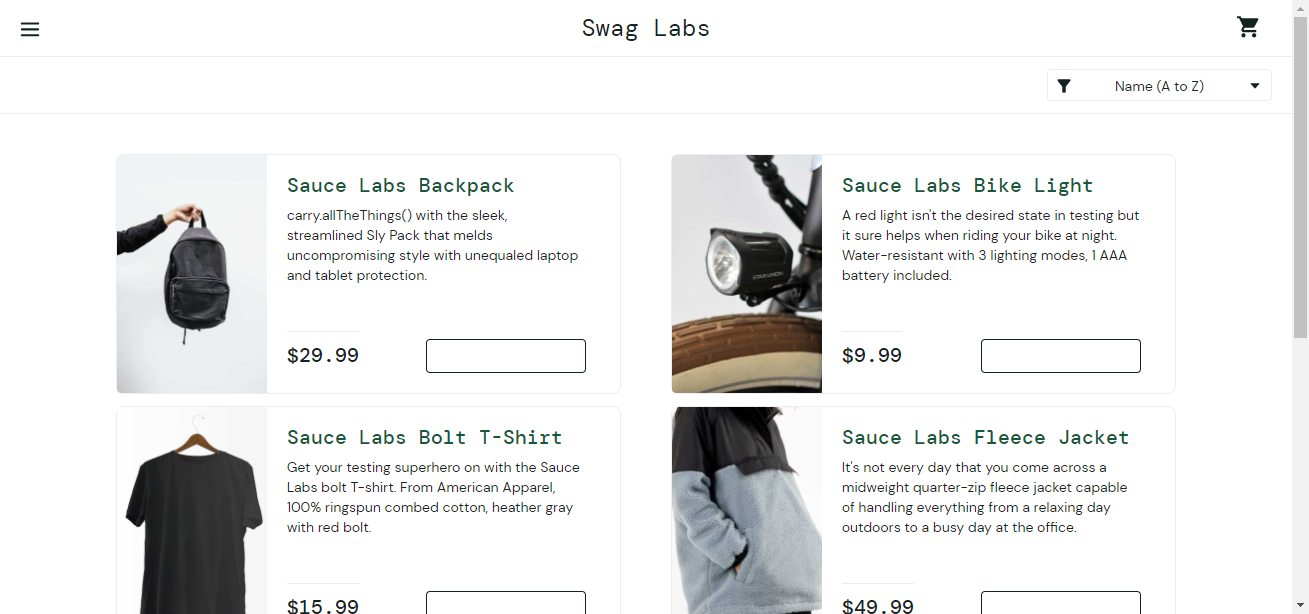 Swag Labs
Name (A to Z)
Sauce Labs Backpack
carry.allTheThings() with the sleek,
streamlined Sly Pack that melds
uncompromising style with unequaled laptop
and tablet protection.
$29.99
Sauce Labs Bike Light
A red light isn't the desired state in testing but
it sure helps when riding your bike at night.
Water-resistant with 3 lighting modes, 1 AAA
battery included.
$9.99
Sauce Labs Bolt T-Shirt
Get your testing superhero on with the Sauce
Labs bolt T-shirt. From American Apparel,
100% ringspun combed cotton, heather gray
with red bolt.
$15.99
Sauce Labs Fleece Jacket
It's not every day that you come across a
midweight quarter-zip fleece jacket capable
of handling everything from a relaxing day
outdoors to a busy day at the office.
$49.99